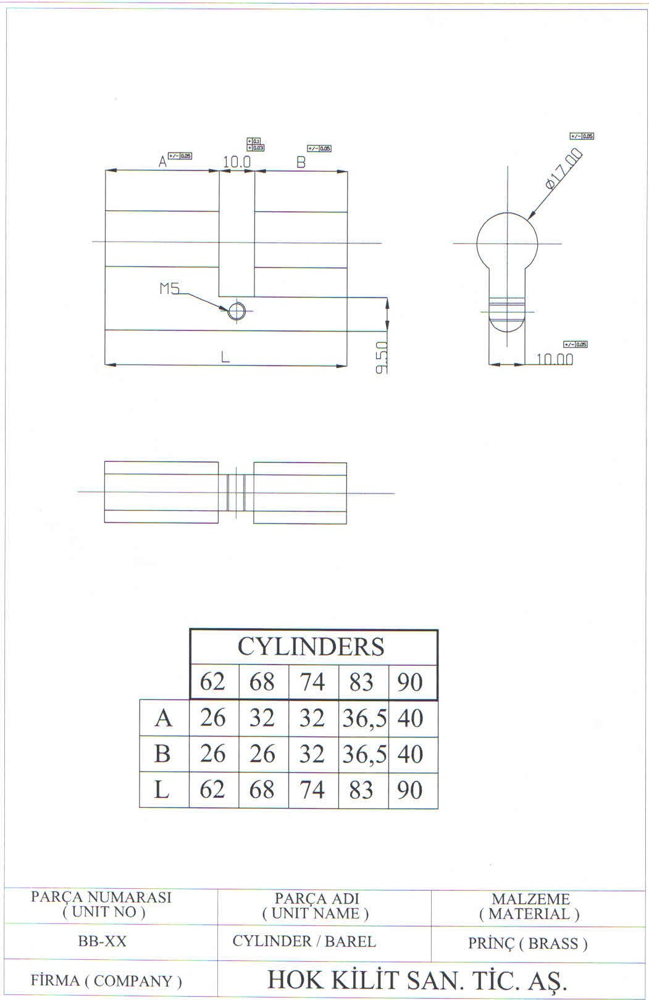 + 0.1
+/- 0.05
+/- 0.05 + 0.03 +/- 0.05
A 10.0 B
ø17.00
M5
+/- 0.05
L 9.50 10.00
CYLINDERS
62 68 74 83 90
A 26 32 32 36,5 40
B 26 26 32 36,5 40
L 62 68 74 83 90
PARÇA NUMARASI PARÇA ADI MALZEME
( UNIT NO ) ( UNIT NAME ) ( MATERIAL )
BB-XX CYLINDER / BAREL PRİNÇ ( BRASS )
FİRMA ( COMPANY ) HOK KİLİT SAN. TİC. AŞ.